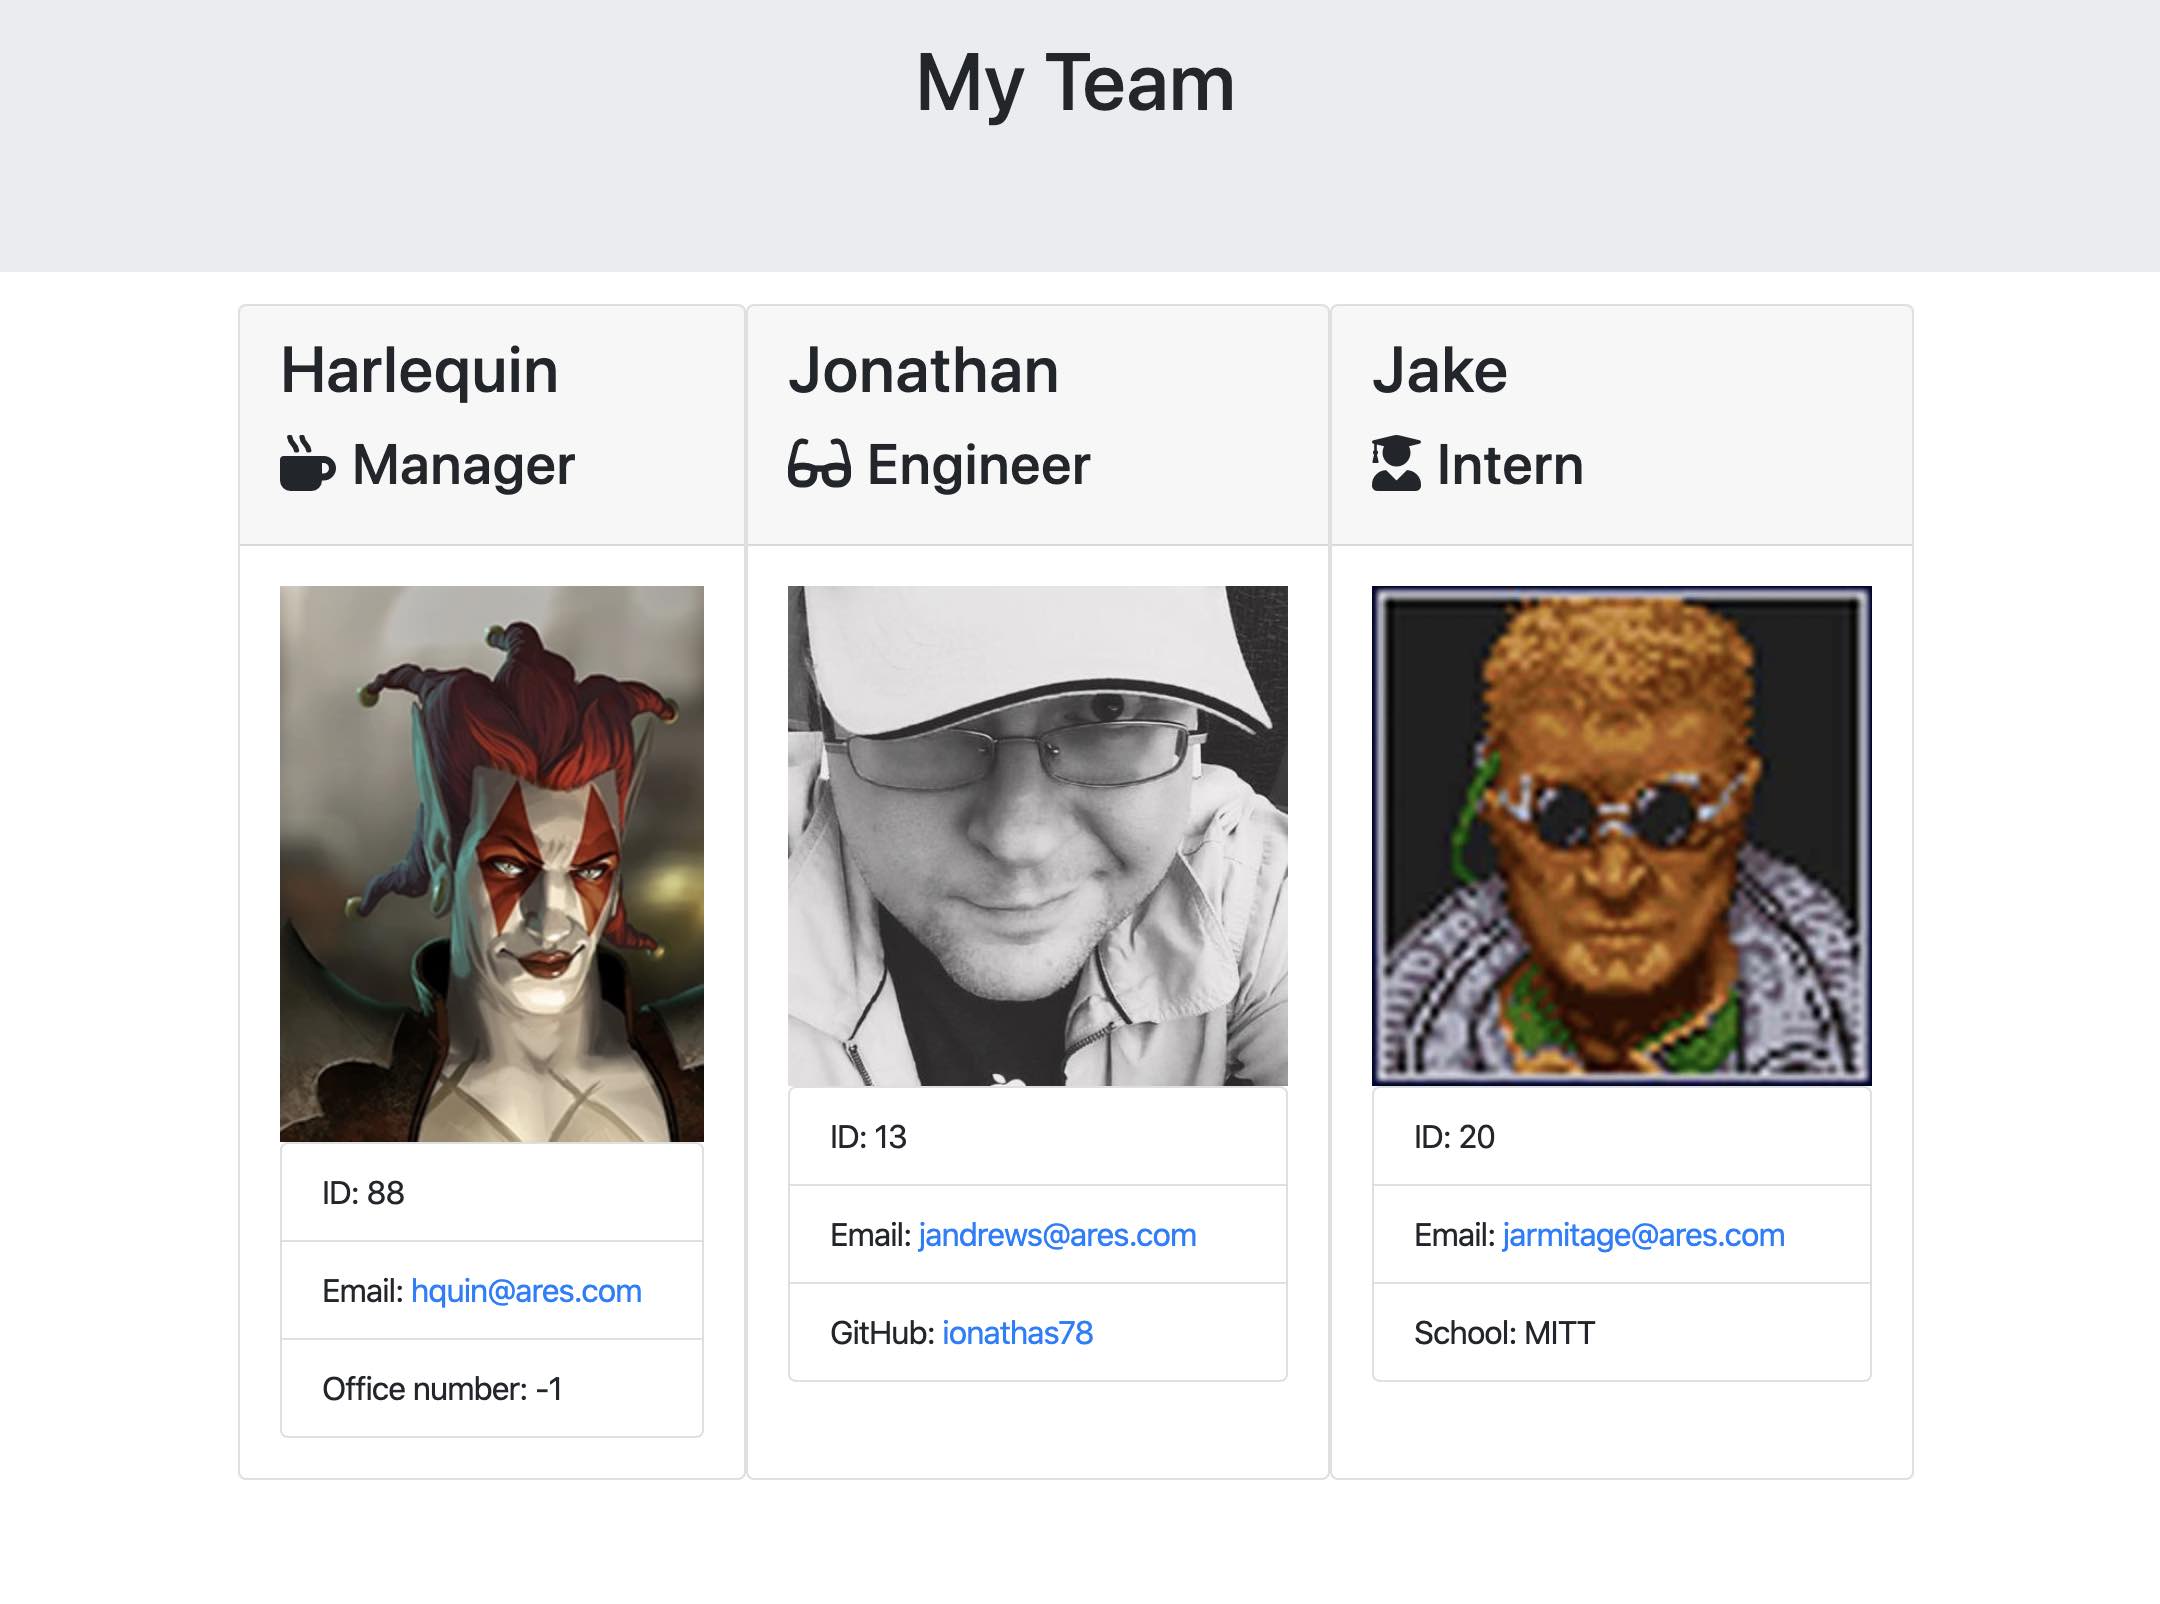 My Team
Harlequin
Manager
ID: 88
Email: hquin@ares.com
Office number: -1
Jonathan
Engineer
ID: 13
Email: jandrews@ares.com
GitHub: ionathas78
Jake
Intern
ID: 20
Email: jarmitage@ares.com
School: MITT